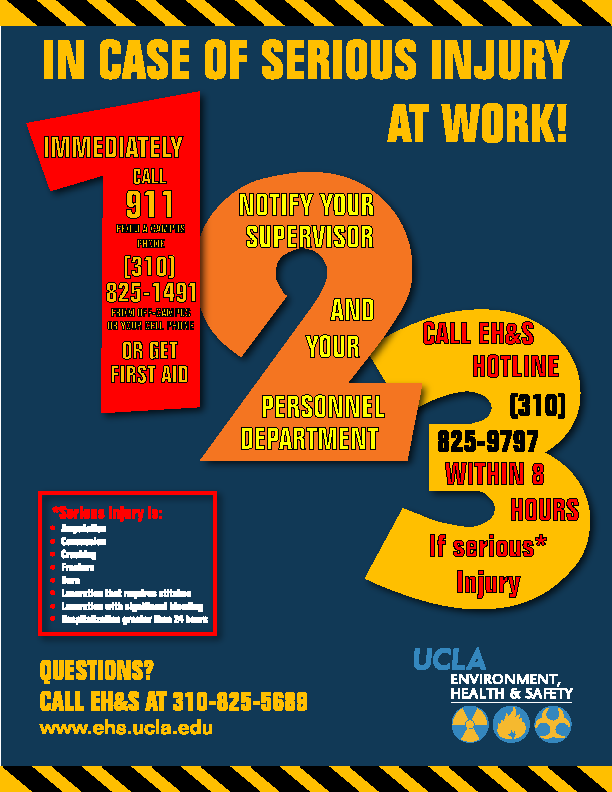 IN CASE OF SERIOUS INJURY
AT WORK!
1
IMMEDIATELY
CALL
911
FROM A CAMPUS
PHONE
(310)
825-1491
FROM OFF-CAMPUS
OR YOUR CELL PHONE
OR GET
FIRST AID
2
NOTIFY YOUR
SUPERVISOR
AND
YOUR
PERSONNEL
DEPARTMENT
3
CALL EH&S
HOTLINE
(310)
825-9797
WITHIN 8
HOURS
If serious*
Injury
*Serious Injury is:
• Amputation
• Concussion
• Crushing
• Fracture
• Burn
• Laceration that requires stitches
• Laceration with significant bleeding
• Hospitalization greater than 24 hours
QUESTIONS?
CALL EH&S AT 310-825-5689
www.ehs.ucla.edu
UCLA
ENVIRONMENT,
HEALTH & SAFETY